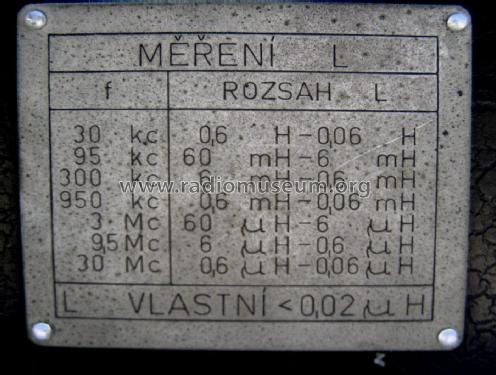 MĚŘENÍ L
f ROZSAH L
30 kc 0,6 H-0,06 H
95 kc 60 mH-6 mH
300 kc 6 mH-0,6 mH
www.radiomuseum.org
950 kc 0,6 mH-0,06 mH
3 Mc 60 μH-6 μH
9,5 Mc 6 μH-0,6 μH
30 Mc 0,6 μH-0,06 μH
L VLASTNÍ <0,02 μH